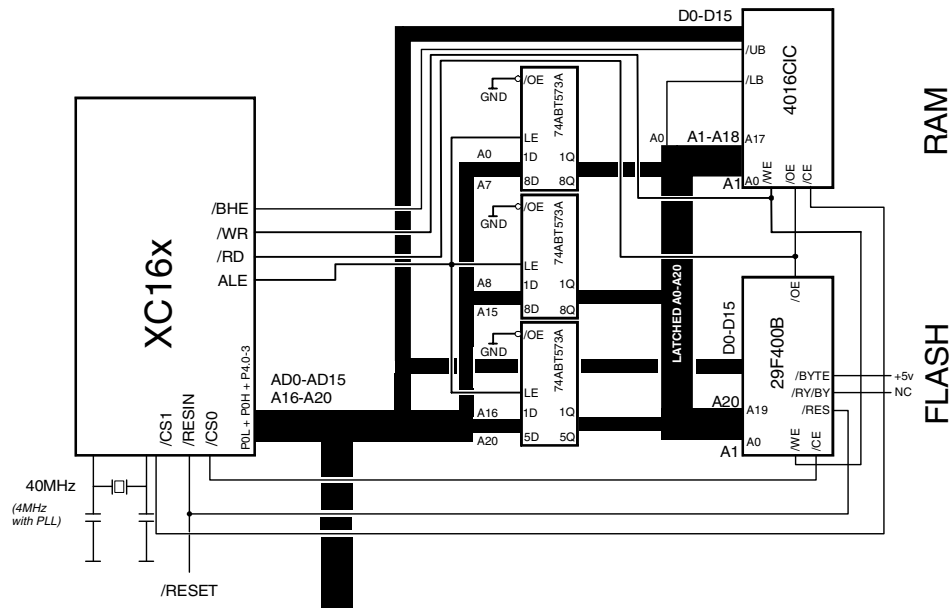 D0-D15
/UB
/LB
4016CIC
A0
A1-A18
A17
A1
A0
/WE
/OE
/CE
RAM
/OE
GND
74ABT573A
LE
A0
1D
1Q
A7
8D
8Q
/OE
GND
74ABT573A
LE
A8
1D
1Q
A15
8D
8Q
/OE
GND
74ABT573A
LE
A16
1D
1Q
A20
5D
5Q
LATCHED A0-A20
XC16x
/BHE
/WR
/RD
ALE
P0L + P0H + P4.0-3
/CS1
/RESIN
/CS0
AD0-AD15
A16-A20
D0-D15
/OE
29F400B
/BYTE
+5v
/RY/BY
NC
/RES
A20
A19
A1
A0
/WE
/CE
FLASH
40MHz
(4MHz
with PLL)
/RESET